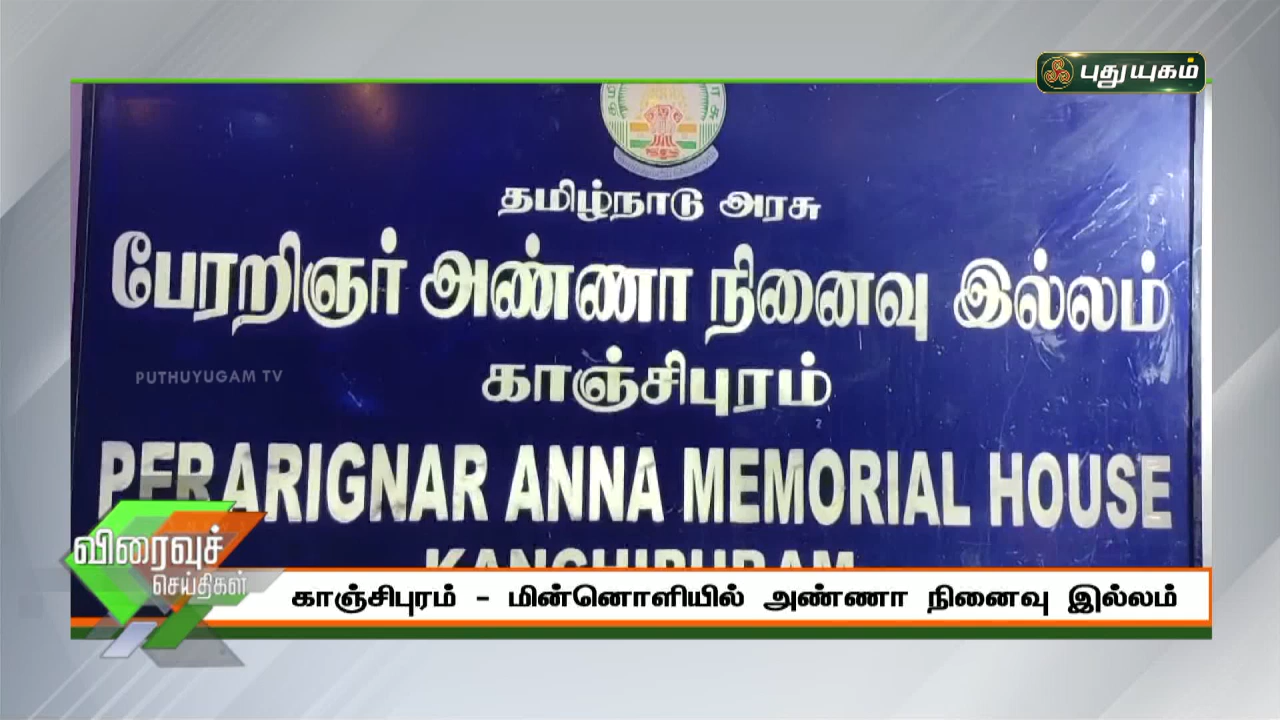 புதுயுகம்
தமிழ்நாடு அரசு
பேரறிஞர் அண்ணா நினைவு இல்லம்
காஞ்சிபுரம்
PUTHUYUGAM TV
PERARIGNAR ANNA MEMORIAL HOUSE
KANCHIPURAM
விரைவுச்
செய்திகள்
காஞ்சிபுரம் - மின்னொளியில் அண்ணா நினைவு இல்லம்